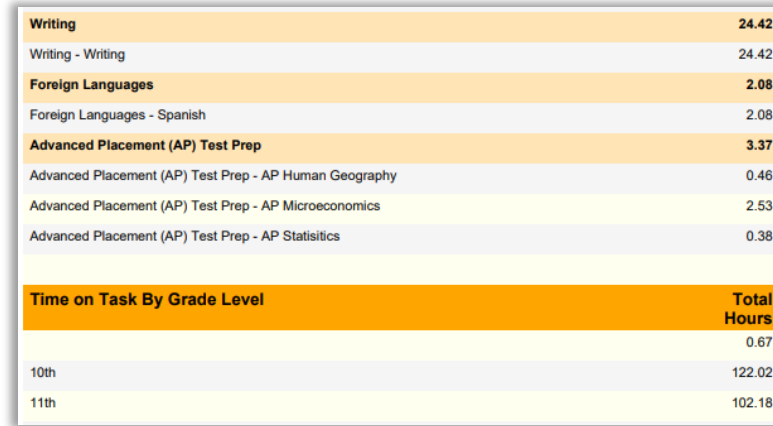 Writing 24.42
Writing - Writing 24.42
Foreign Languages 2.08
Foreign Languages - Spanish 2.08
Advanced Placement (AP) Test Prep 3.37
Advanced Placement (AP) Test Prep - AP Human Geography 0.46
Advanced Placement (AP) Test Prep - AP Microeconomics 2.53
Advanced Placement (AP) Test Prep - AP Statisitics 0.38
Time on Task By Grade Level Total
Hours
0.67
10th 122.02
11th 102.18